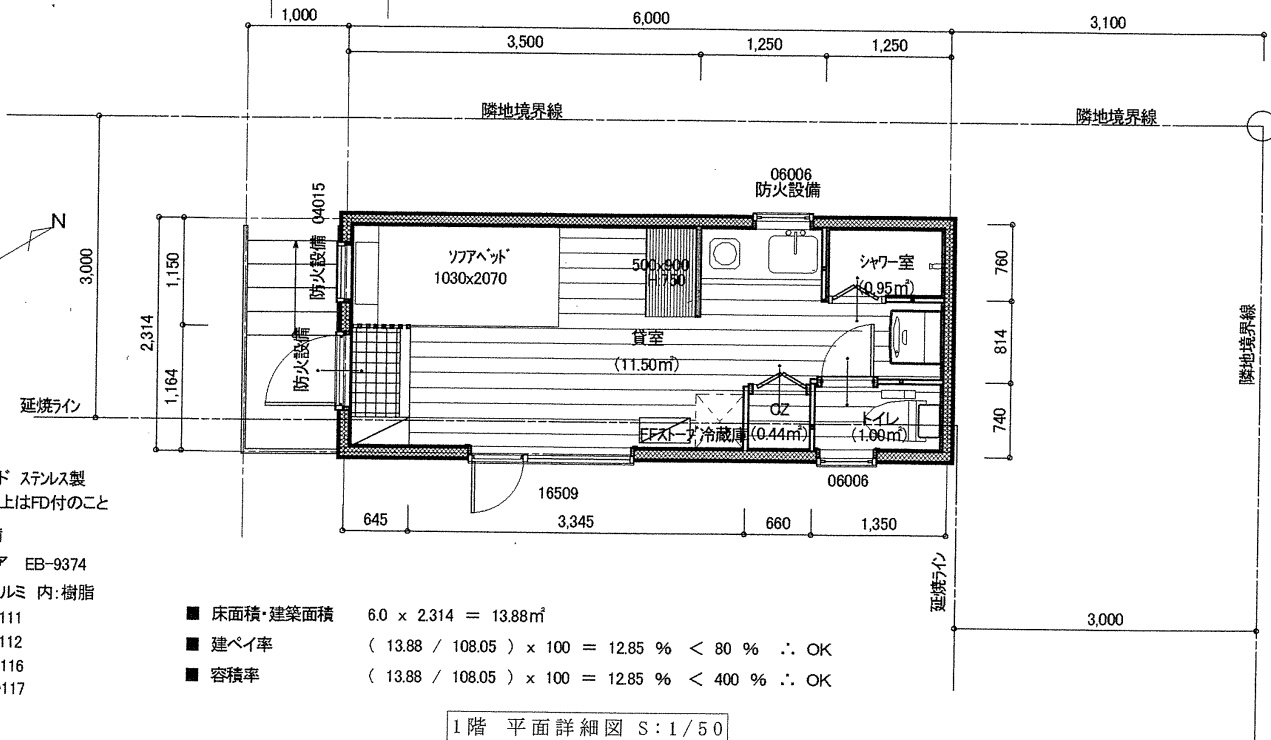 1,000
6,000
3,100
3,500
1,250
1,250
隣地境界線
隣地境界線
06006
防火設備
04015
防火設備
N
3,000
1,150
2,314
1,164
ソファベッド
1030x2070
500x900
H=750
シャワー室
(0.95㎡)
760
814
740
隣地境界線
防火設備
貸室
(11.50㎡)
延焼ライン
CZ
(0.44㎡)
トイレ
(1.00㎡)
FFストーブ
冷蔵庫
16509
06006
645
3,345
660
1,350
延焼ライン
3,000
ド ステンレス製
上はFD付のこと
ア EB-9374
ルミ 内:樹脂
111
112
116
117
■ 床面積・建築面積 6.0 x 2.314 = 13.88㎡
■ 建ペイ率 ( 13.88 / 108.05 ) x 100 = 12.85 % < 80 % ∴ OK
■ 容積率 ( 13.88 / 108.05 ) x 100 = 12.85 % < 400 % ∴ OK
1階 平面詳細図 S:1/50